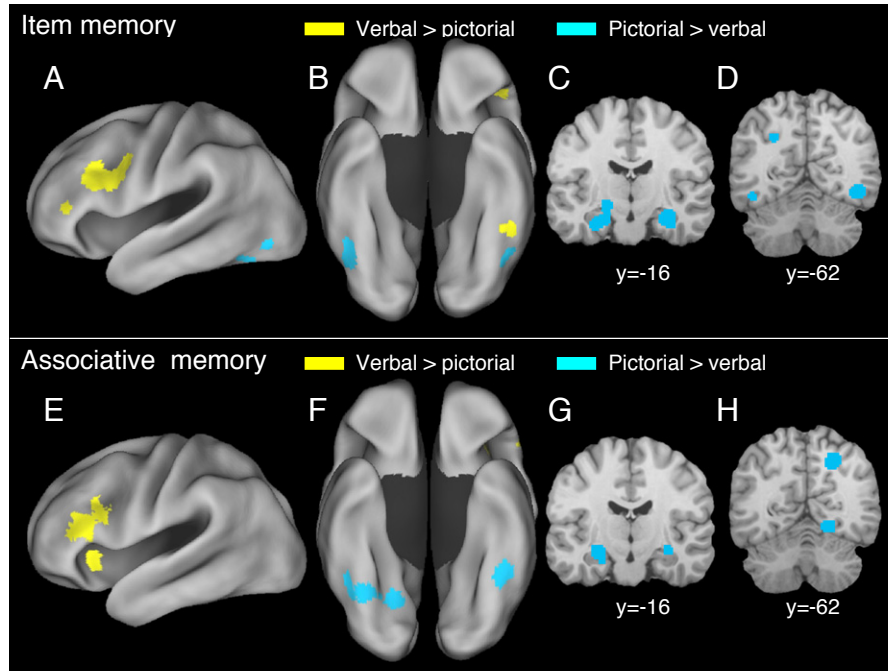 Item memory
Verbal > pictorial
Pictorial > verbal
A
B
C
D
y=-16
y=-62
Associative memory
Verbal > pictorial
Pictorial > verbal
E
F
G
H
y=-16
y=-62